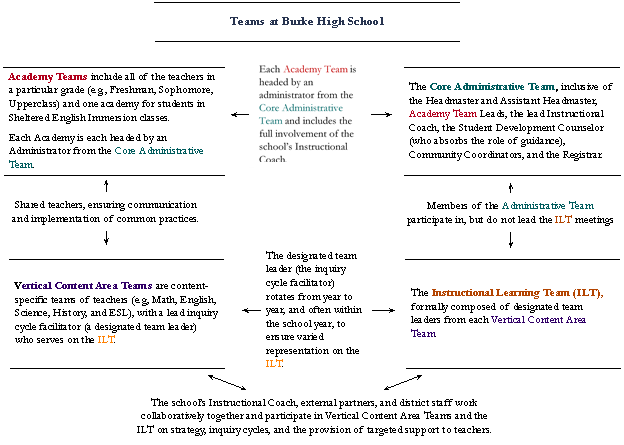 Teams at Burke High School
Academy Teams include all of the teachers in
a particular grade (e.g., Freshman, Sophomore,
Upperclass) and one academy for students in
Sheltered English Immersion classes.
Each Academy is each headed by an
Administrator from the Core Administrative
Team.
Each Academy Team is
headed by an
administrator from the
Core Administrative
Team and includes the
full involvement of the
school's Instructional
Coach.
The Core Administrative Team, inclusive of
the Headmaster and Assistant Headmaster,
Academy Team Leads, the lead Instructional
Coach, the Student Development Counselor
(who absorbs the role of guidance),
Community Coordinators, and the Registrar.
Shared teachers, ensuring communication
and implementation of common practices.
Members of the Administrative Team
participate in, but do not lead the ILT meetings
Vertical Content Area Teams are content-
specific teams of teachers (e.g, Math, English,
Science, History, and ESL), with a lead inquiry
cycle facilitator (a designated team leader)
who serves on the ILT.
The designated team
leader (the inquiry
cycle facilitator)
rotates from year to
year, and often within
the school year, to
ensure varied
representation on the
ILT.
The Instructional Learning Team (ILT),
formally composed of designated team
leaders from each Vertical Content Area
Team
The school's Instructional Coach, external partners, and district staff work
collaboratively together and participate in Vertical Content Area Teams and the
ILT on strategy, inquiry cycles, and the provision of targeted support to teachers.